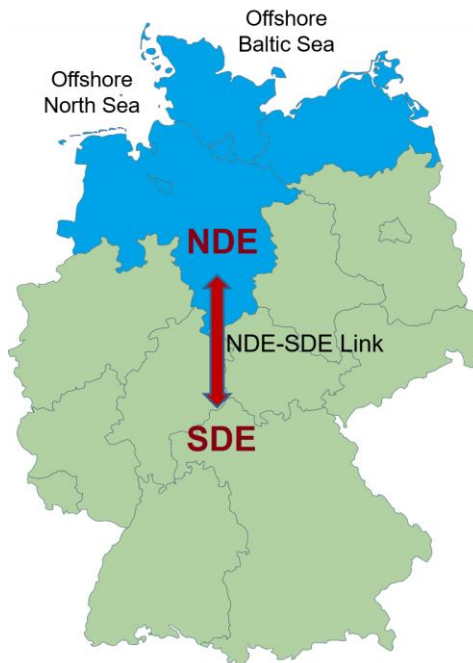 Offshore
Baltic Sea
Offshore
North Sea
NDE
NDE-SDE Link
SDE